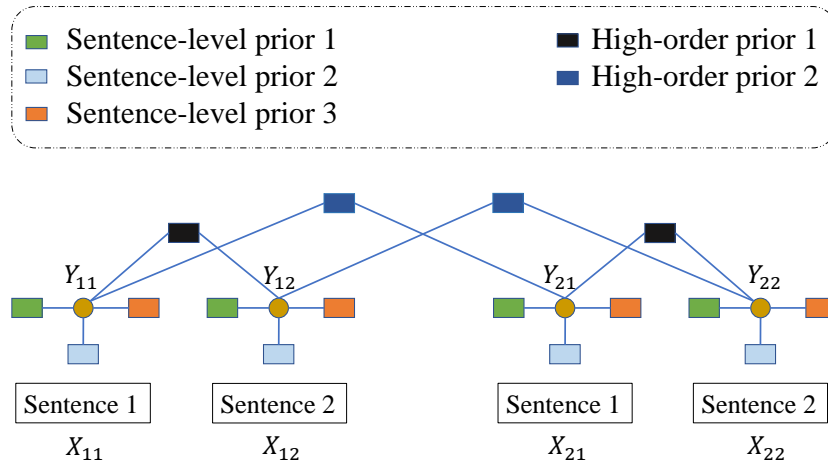 Sentence-level prior 1
Sentence-level prior 2
Sentence-level prior 3
High-order prior 1
High-order prior 2
Y₁₁ Y₁₂ Y₂₁ Y₂₂
Sentence 1 Sentence 2 Sentence 1 Sentence 2
X₁₁ X₁₂ X₂₁ X₂₂